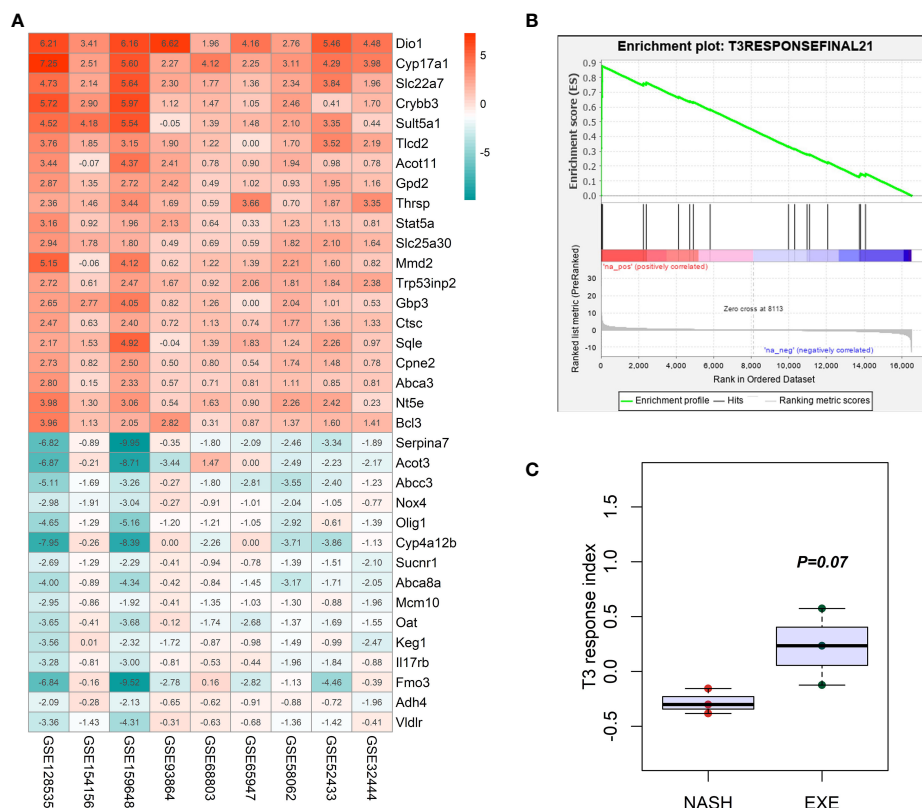 A
6.21 3.41 6.16 6.62 1.96 4.16 2.76 5.46 4.48 Dio1
7.25 2.51 5.60 2.27 4.12 2.25 3.11 4.29 3.98 Cyp17a1
4.73 2.14 5.64 2.30 1.77 1.36 2.34 3.84 1.96 Slc22a7
5.72 2.90 5.97 1.12 1.47 1.05 2.46 0.41 1.70 Crybb3
4.52 4.18 5.54 -0.05 1.39 1.48 2.10 3.35 0.44 Sult5a1
3.76 1.85 3.15 1.90 1.22 0.00 1.70 3.52 2.19 Tlcd2
3.44 -0.07 4.37 2.41 0.78 0.90 1.94 0.98 0.78 Acot11
2.87 1.35 2.72 2.42 0.49 1.02 0.93 1.95 1.16 Gpd2
2.36 1.46 3.44 1.69 0.59 3.66 0.70 1.87 3.35 Thrsp
3.16 0.92 1.96 2.13 0.64 0.33 1.23 1.13 0.81 Stat5a
2.94 1.78 1.80 0.49 0.69 0.59 1.82 2.10 1.64 Slc25a30
5.15 -0.06 4.12 0.62 1.22 1.39 2.21 1.60 0.82 Mmd2
2.72 0.61 2.47 1.67 0.92 2.06 1.81 1.84 2.38 Trp53inp2
2.65 2.77 4.05 0.82 1.26 0.00 2.04 1.01 0.53 Gbp3
2.47 0.63 2.40 0.72 1.13 0.74 1.77 1.36 1.33 Ctsc
2.17 1.53 4.92 -0.04 1.39 1.83 1.24 2.26 0.97 Sqle
2.73 0.82 2.50 0.50 0.80 0.54 1.74 1.48 0.78 Cpne2
2.80 0.15 2.33 0.57 0.71 0.81 1.11 0.85 0.81 Abca3
3.98 1.30 3.06 0.54 1.63 0.90 2.26 2.42 0.23 Nt5e
3.96 1.13 2.05 2.82 0.31 0.87 1.37 1.60 1.41 Bcl3
-6.82 -0.89 -9.95 -0.35 -1.80 -2.09 -2.46 -3.34 -1.89 Serpina7
-6.87 -0.21 -8.71 -3.44 1.47 0.00 -2.49 -2.23 -2.17 Acot3
-5.11 -1.69 -3.26 -0.27 -1.80 -2.81 -3.55 -2.40 -1.23 Abcc3
-2.98 -1.91 -3.04 -0.27 -0.91 -1.01 -2.04 -1.05 -0.77 Nox4
-4.65 -1.29 -5.16 -1.20 -1.21 -1.05 -2.92 -0.61 -1.39 Olig1
-7.95 -0.26 -8.39 0.00 -2.26 0.00 -3.71 -3.86 -1.13 Cyp4a12b
-2.69 -1.29 -2.29 -0.41 -0.94 -0.78 -1.39 -1.51 -2.10 Sucnr1
-4.00 -0.89 -4.34 -0.42 -0.84 -1.45 -3.17 -1.71 -2.05 Abca8a
-2.95 -0.86 -1.92 -0.41 -1.35 -1.03 -1.30 -0.88 -1.96 Mcm10
-3.65 -0.41 -3.68 -0.12 -1.74 -2.68 -1.37 -1.69 -1.55 Oat
-3.56 0.01 -2.32 -1.72 -0.87 -0.98 -1.49 -0.99 -2.47 Keg1
-3.28 -0.81 -3.00 -0.81 -0.53 -0.44 -1.96 -1.84 -0.88 Il17rb
-6.84 -0.16 -9.52 -2.78 0.16 -2.82 -1.13 -4.46 -0.39 Fmo3
-2.09 -0.28 -2.13 -0.65 -0.62 -0.91 -0.88 -0.72 -1.96 Adh4
-3.36 -1.43 -4.31 -0.31 -0.63 -0.68 -1.36 -1.42 -0.41 Vldlr
GSE128535 GSE154156 GSE159648 GSE93864 GSE68803 GSE65947 GSE58062 GSE52433 GSE32444
5
0
-5
B
Enrichment plot: T3RESPONSEFINAL21
Enrichment score (ES)
0.9
0.8
0.7
0.6
0.5
0.4
0.3
0.2
0.1
0.0
'na_pos' (positively correlated)
Ranked list metric (PreRanked)
30
20
10
0
-10
Zero cross at 8113
'na_neg' (negatively correlated)
0 2,000 4,000 6,000 8,000 10,000 12,000 14,000 16,000
Rank in Ordered Dataset
Enrichment profile Hits Ranking metric scores
C
T3 response index
1.5
1.0
0.5
0.0
-0.5
P=0.07
NASH EXE